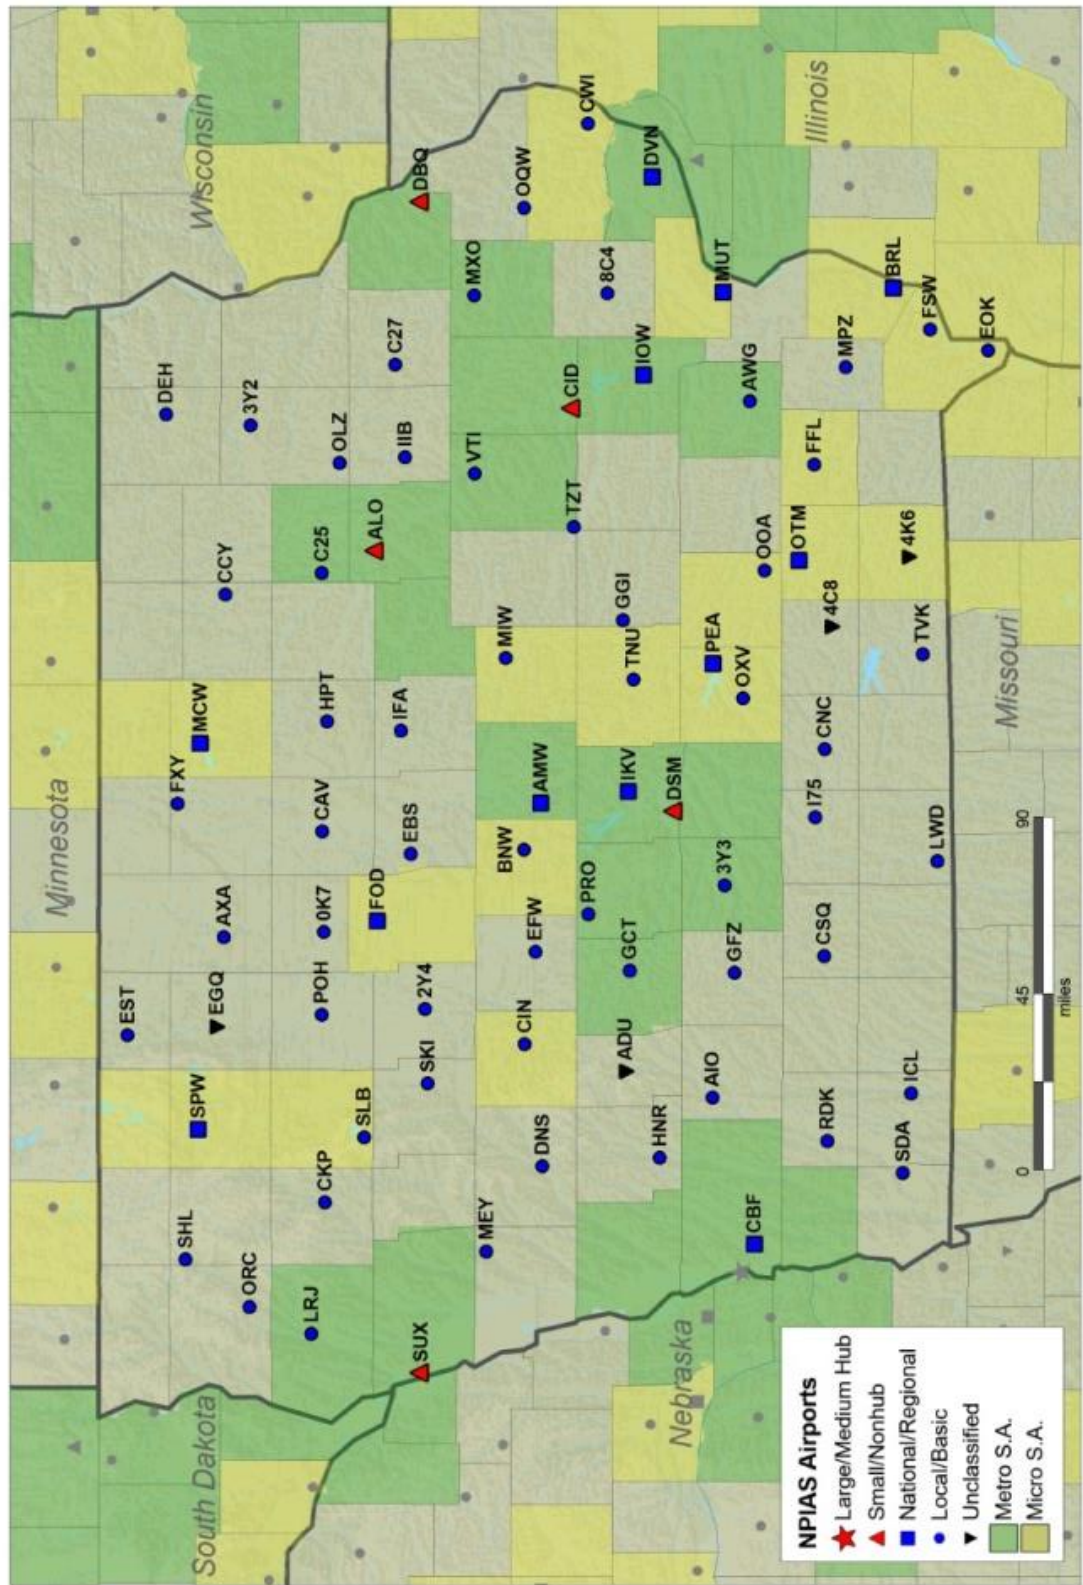 Minnesota
Wisconsin
South Dakota
EST
DEH
SHL
SPW
EGQ
AXA
FXY
MCW
CCY
3Y2
ORC
LRJ
CKP
POH
0K7
CAV
HPT
C25
OLZ
SLB
FOD
ALO
IIB
C27
SUX
SKI
2Y4
EBS
IFA
DBQ
MEY
DNS
CIN
EFW
BNW
AMW
MIW
VTI
MXO
OQW
PRO
TZT
CID
CWI
HNR
ADU
GCT
IKV
TNU
GGI
IOW
8C4
DVN
DSM
CBF
AIO
GFZ
3Y3
OXV
PEA
OOA
AWG
MUT
RDK
CSQ
I75
CNC
4C8
OTM
FFL
MPZ
BRL
Illinois
SDA
ICL
LWD
TVK
4K6
FSW
EOK
Nebraska
Missouri
NPIAS Airports
Large/Medium Hub
Small/Nonhub
National/Regional
Local/Basic
Unclassified
Metro S.A.
Micro S.A.
0 45 90
miles